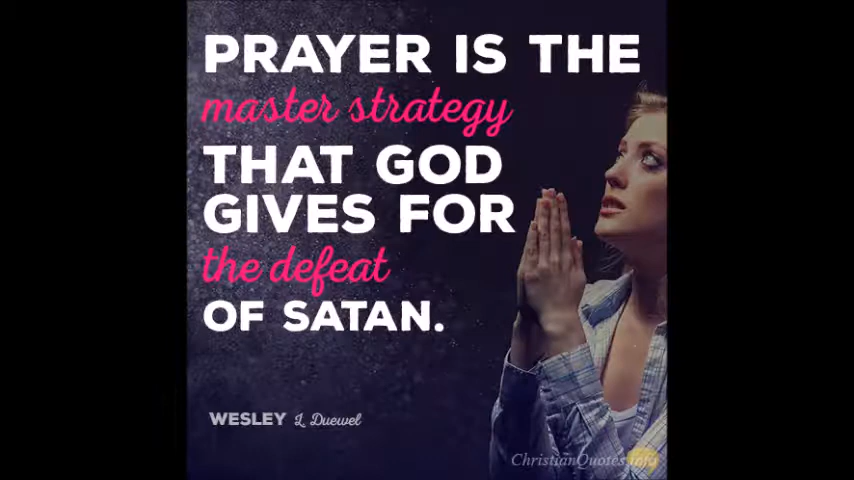 PRAYER IS THE
master strategy
THAT GOD
GIVES FOR
the defeat
OF SATAN.
WESLEY L. Duewel
ChristianQuotes.info